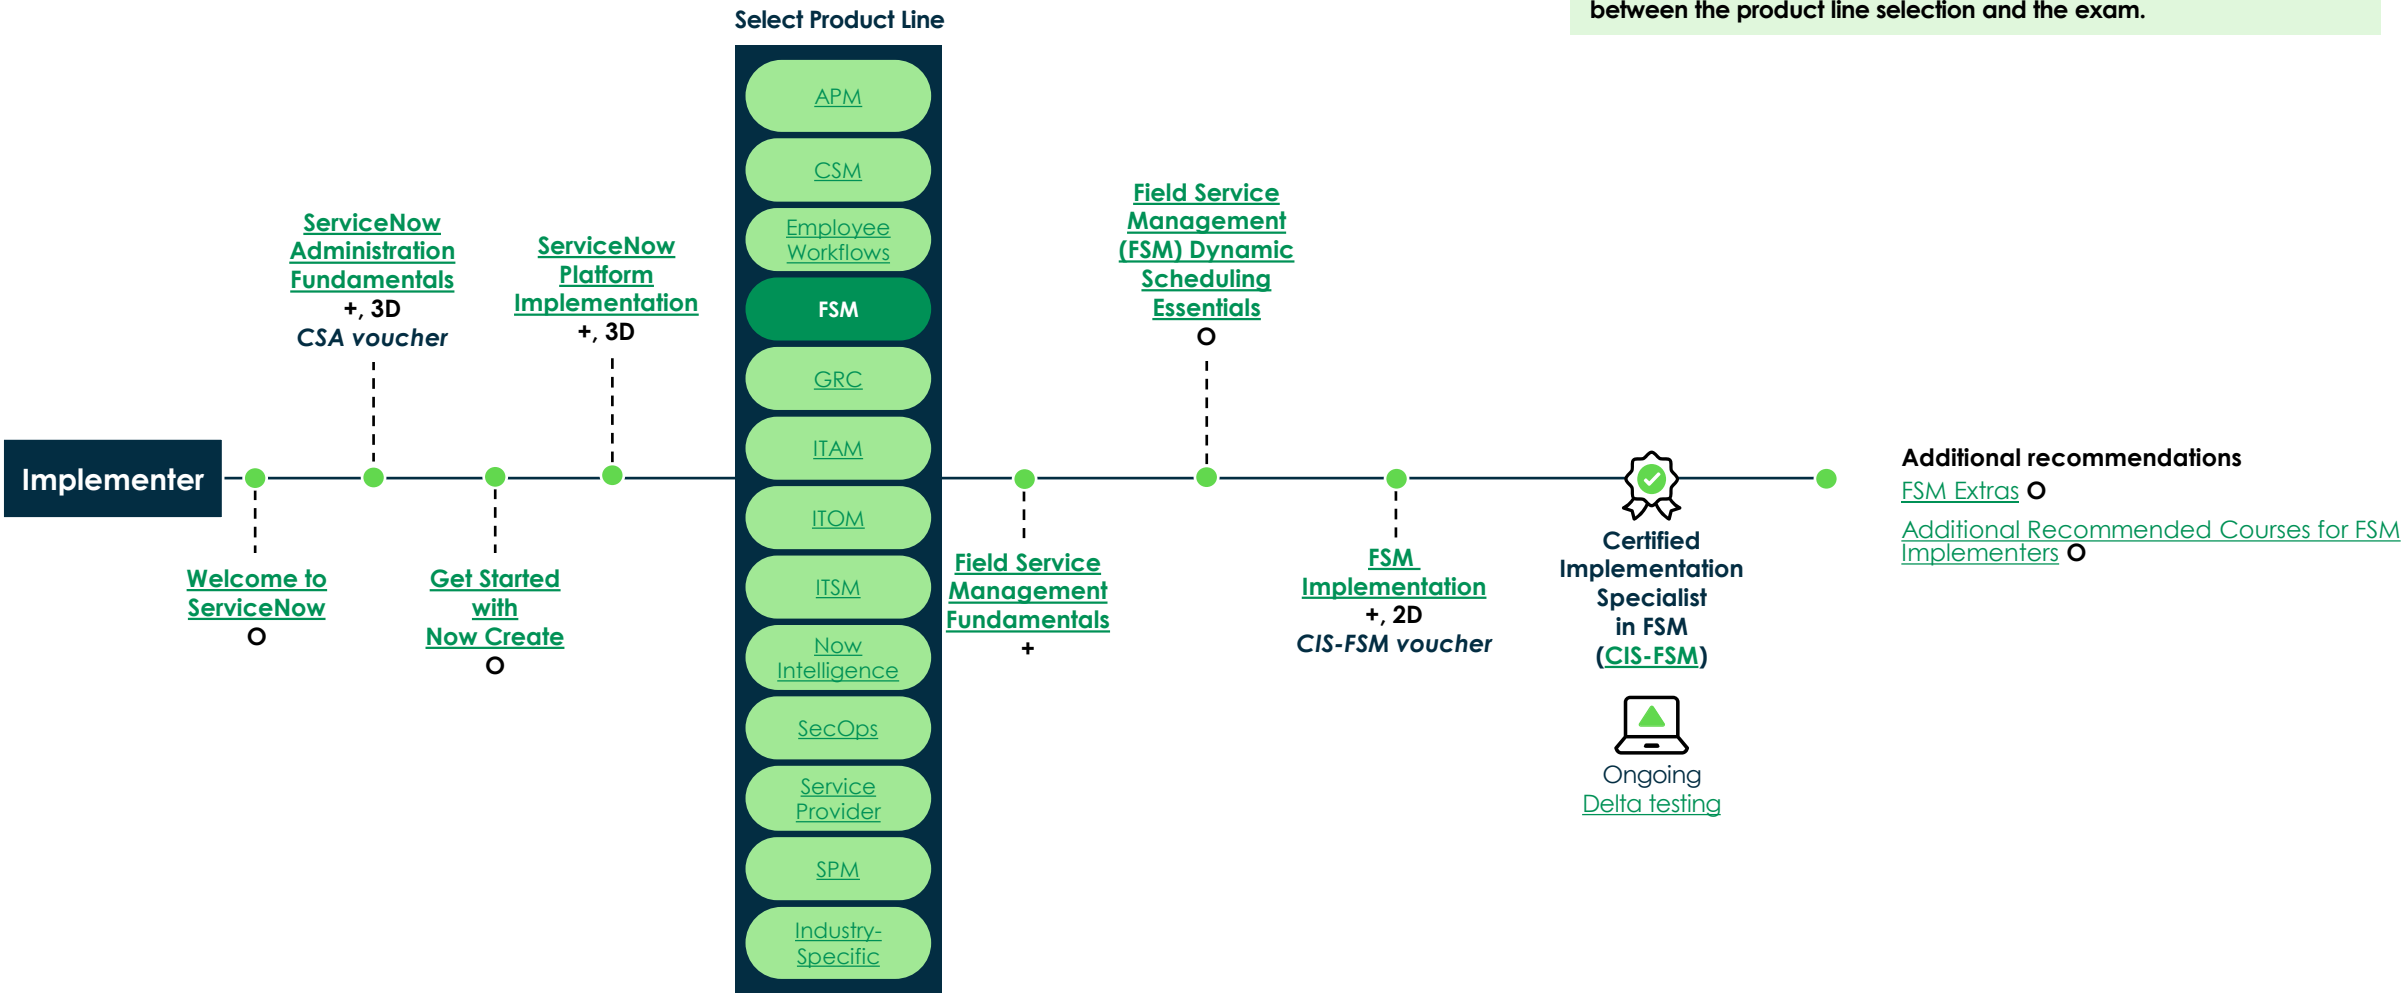 between the product line selection and the exam.
Select Product Line
APM
CSM
Employee
Workflows
FSM
GRC
ITAM
ITOM
ITSM
Now
Intelligence
SecOps
Service
Provider
SPM
Industry-
Specific
Implementer
Welcome to
ServiceNow
O
ServiceNow
Administration
Fundamentals
+, 3D
CSA voucher
Get Started
with
Now Create
O
ServiceNow
Platform
Implementation
+, 3D
Field Service
Management
Fundamentals
+
Field Service
Management
(FSM) Dynamic
Scheduling
Essentials
O
FSM
Implementation
+, 2D
CIS-FSM voucher
Certified
Implementation
Specialist
in FSM
(CIS-FSM)
Ongoing
Delta testing
Additional recommendations
FSM Extras O
Additional Recommended Courses for FSM
Implementers O